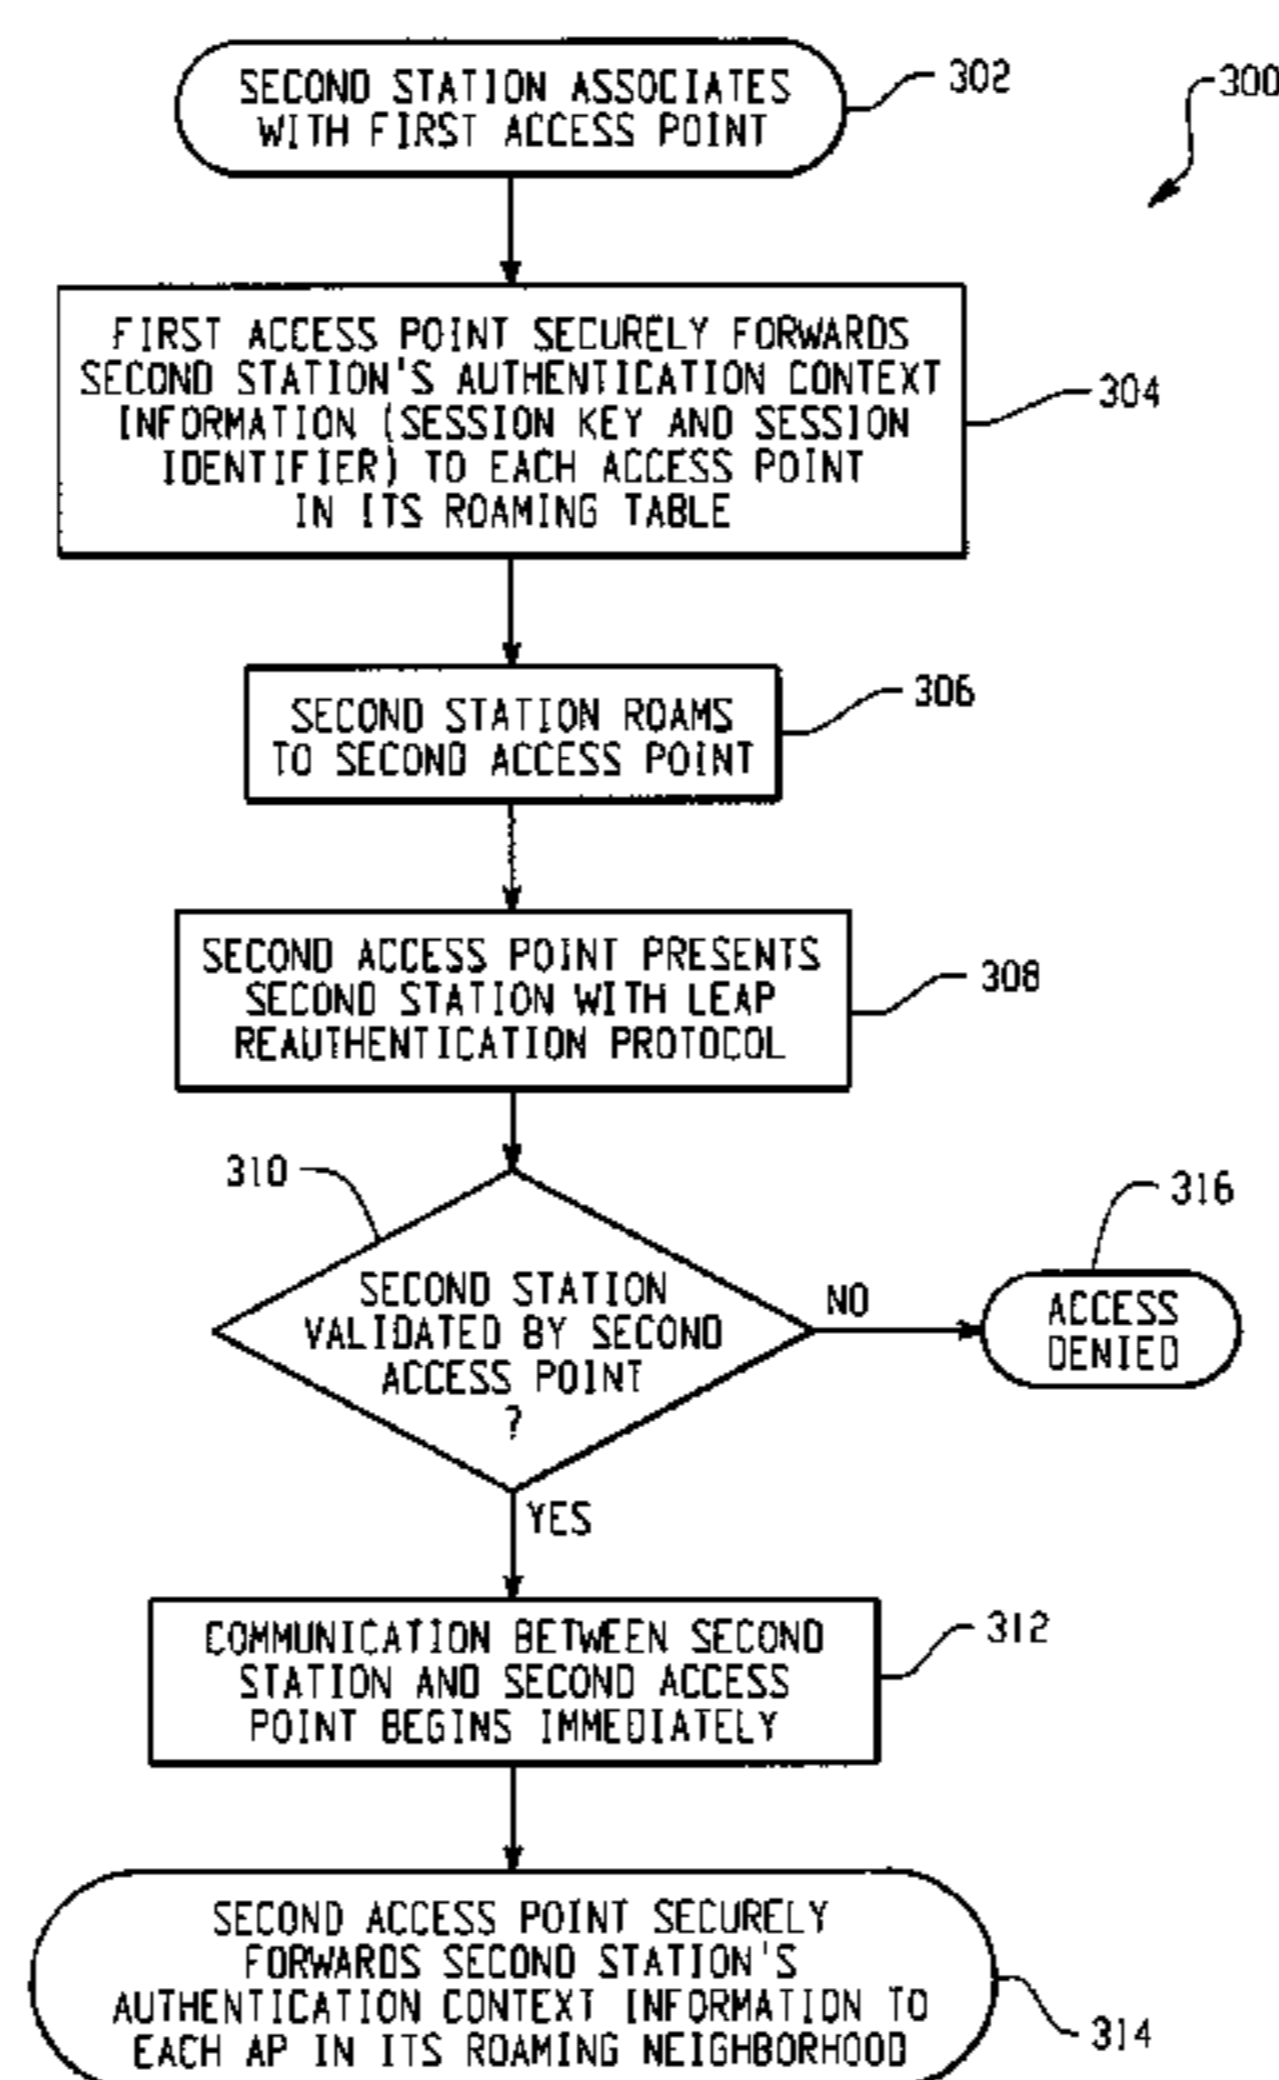 SECOND STATION ASSOCIATES
WITH FIRST ACCESS POINT
302
300
FIRST ACCESS POINT SECURELY FORWARDS
SECOND STATION'S AUTHENTICATION CONTEXT
INFORMATION (SESSION KEY AND SESSION
IDENTIFIER) TO EACH ACCESS POINT
IN ITS ROAMING TABLE
304
SECOND STATION ROAMS
TO SECOND ACCESS POINT
306
SECOND ACCESS POINT PRESENTS
SECOND STATION WITH LEAP
REAUTHENTICATION PROTOCOL
308
310
SECOND STATION
VALIDATED BY SECOND
ACCESS POINT
?
NO
316
ACCESS
DENIED
YES
COMMUNICATION BETWEEN SECOND
STATION AND SECOND ACCESS
POINT BEGINS IMMEDIATELY
312
SECOND ACCESS POINT SECURELY
FORWARDS SECOND STATION'S
AUTHENTICATION CONTEXT INFORMATION TO
EACH AP IN ITS ROAMING NEIGHBORHOOD
314